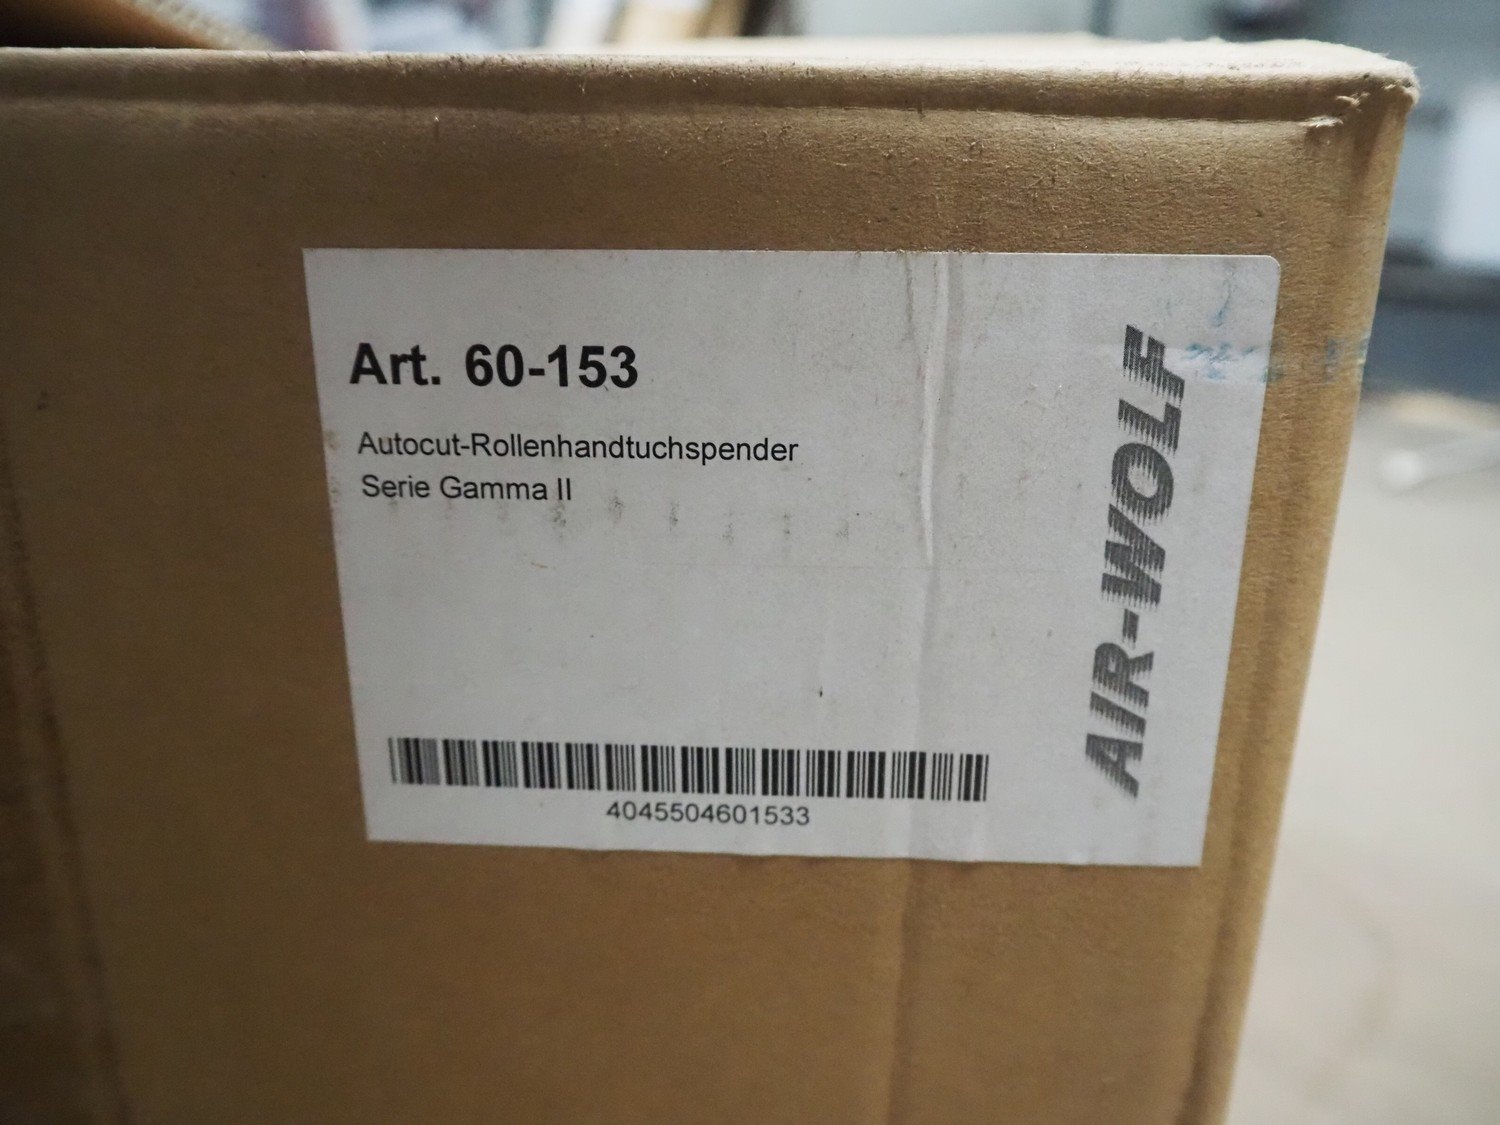 Art. 60-153
Autocut-Rollenhandtuchspender
Serie Gamma II
4045504601533
AIR-WOLF